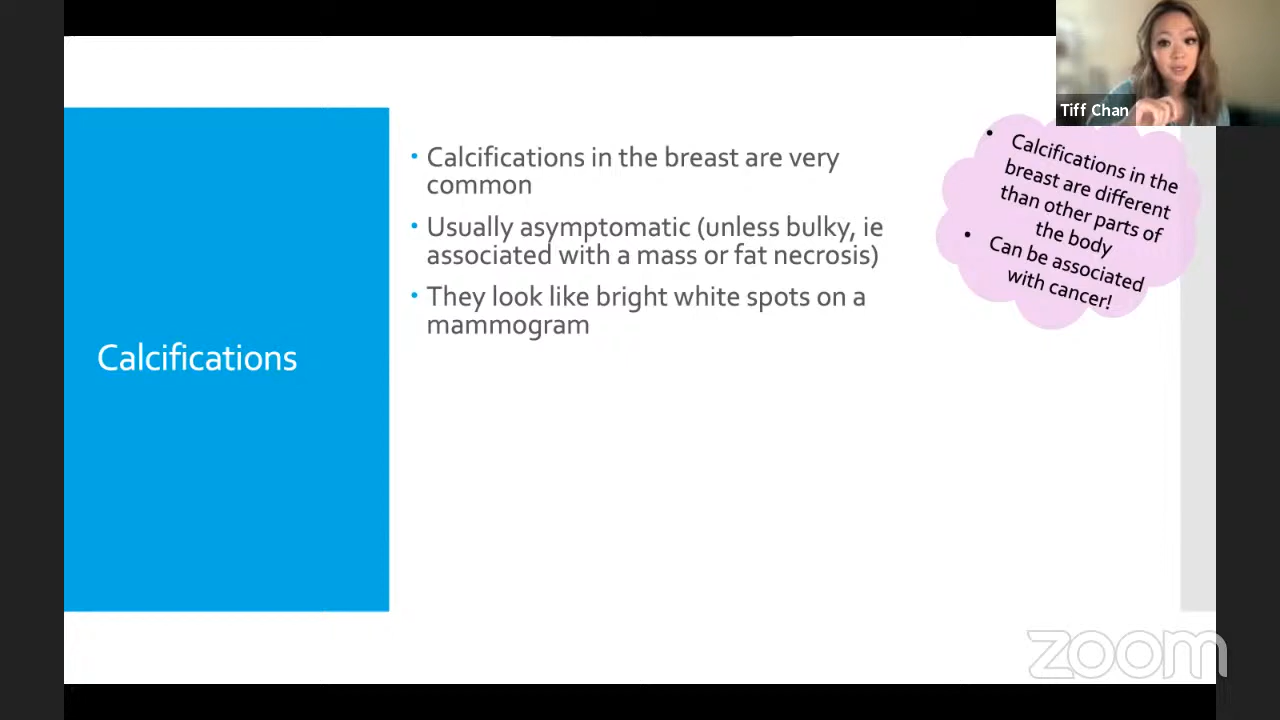 Tiff Chan
Calcifications
• Calcifications in the breast are very
common
• Usually asymptomatic (unless bulky, ie
associated with a mass or fat necrosis)
• They look like bright white spots on a
mammogram
• Calcifications in the
breast are different
than other parts of
the body
• Can be associated
with cancer!
zoom